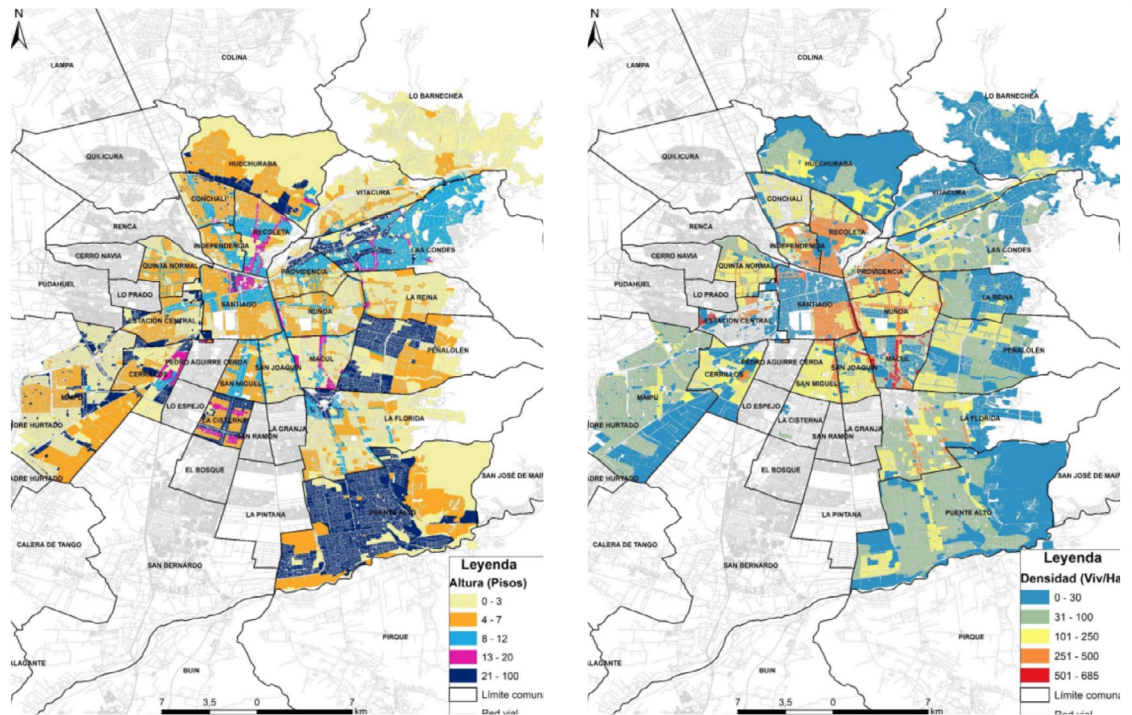 N
COLINA
LAMPA
LO BARNECHEA
QUILICURA
HUECHURABA
VITACURA
CONCHALÍ
RENCA
RECOLETA
INDEPENDENCIA
LAS CONDES
CERRO NAVIA
QUINTA NORMAL
PROVIDENCIA
PUDAHUEL
LO PRADO
LA REINA
SANTIAGO
ESTACIÓN CENTRAL
ÑUÑOA
PEÑALOLÉN
PEDRO AGUIRRE CERDA
MACUL
CERRILLOS
SAN JOAQUÍN
SAN MIGUEL
MAIPÚ
LO ESPEJO
LA FLORIDA
LA CISTERNA
LA GRANJA
DRE HURTADO
SAN RAMÓN
EL BOSQUE
ADRE HURTADO
SAN JOSÉ DE MAIP
LA PINTANA
PUENTE ALTO
CALERA DE TANGO
SAN BERNARDO
PIRQUE
ALAGANTE
BUIN
Leyenda
Altura (Pisos)
0 - 3
4 - 7
8 - 12
13 - 20
21 - 100
Límite comuna
Red vial
7 3.5 0 7
km
N
COLINA
LAMPA
LO BARNECHEA
QUILICURA
HUECHURABA
VITACURA
CONCHALÍ
RENCA
RECOLETA
INDEPENDENCIA
LAS CONDES
CERRO NAVIA
QUINTA NORMAL
PROVIDENCIA
PUDAHUEL
LO PRADO
LA REINA
SANTIAGO
ESTACIÓN CENTRAL
ÑUÑOA
PEÑALOLÉN
PEDRO AGUIRRE CERDA
MACUL
CERRILLOS
SAN JOAQUÍN
SAN MIGUEL
MAIPÚ
LO ESPEJO
LA FLORIDA
LA CISTERNA
LA GRANJA
DRE HURTADO
SAN RAMÓN
EL BOSQUE
ADRE HURTADO
SAN JOSÉ DE MAIP
LA PINTANA
PUENTE ALTO
CALERA DE TANGO
SAN BERNARDO
PIRQUE
ALAGANTE
BUIN
Leyenda
Densidad (Viv/Ha
0 - 30
31 - 100
101 - 250
251 - 500
501 - 685
Límite comuna
Red vial
7 3.5 0 7
km